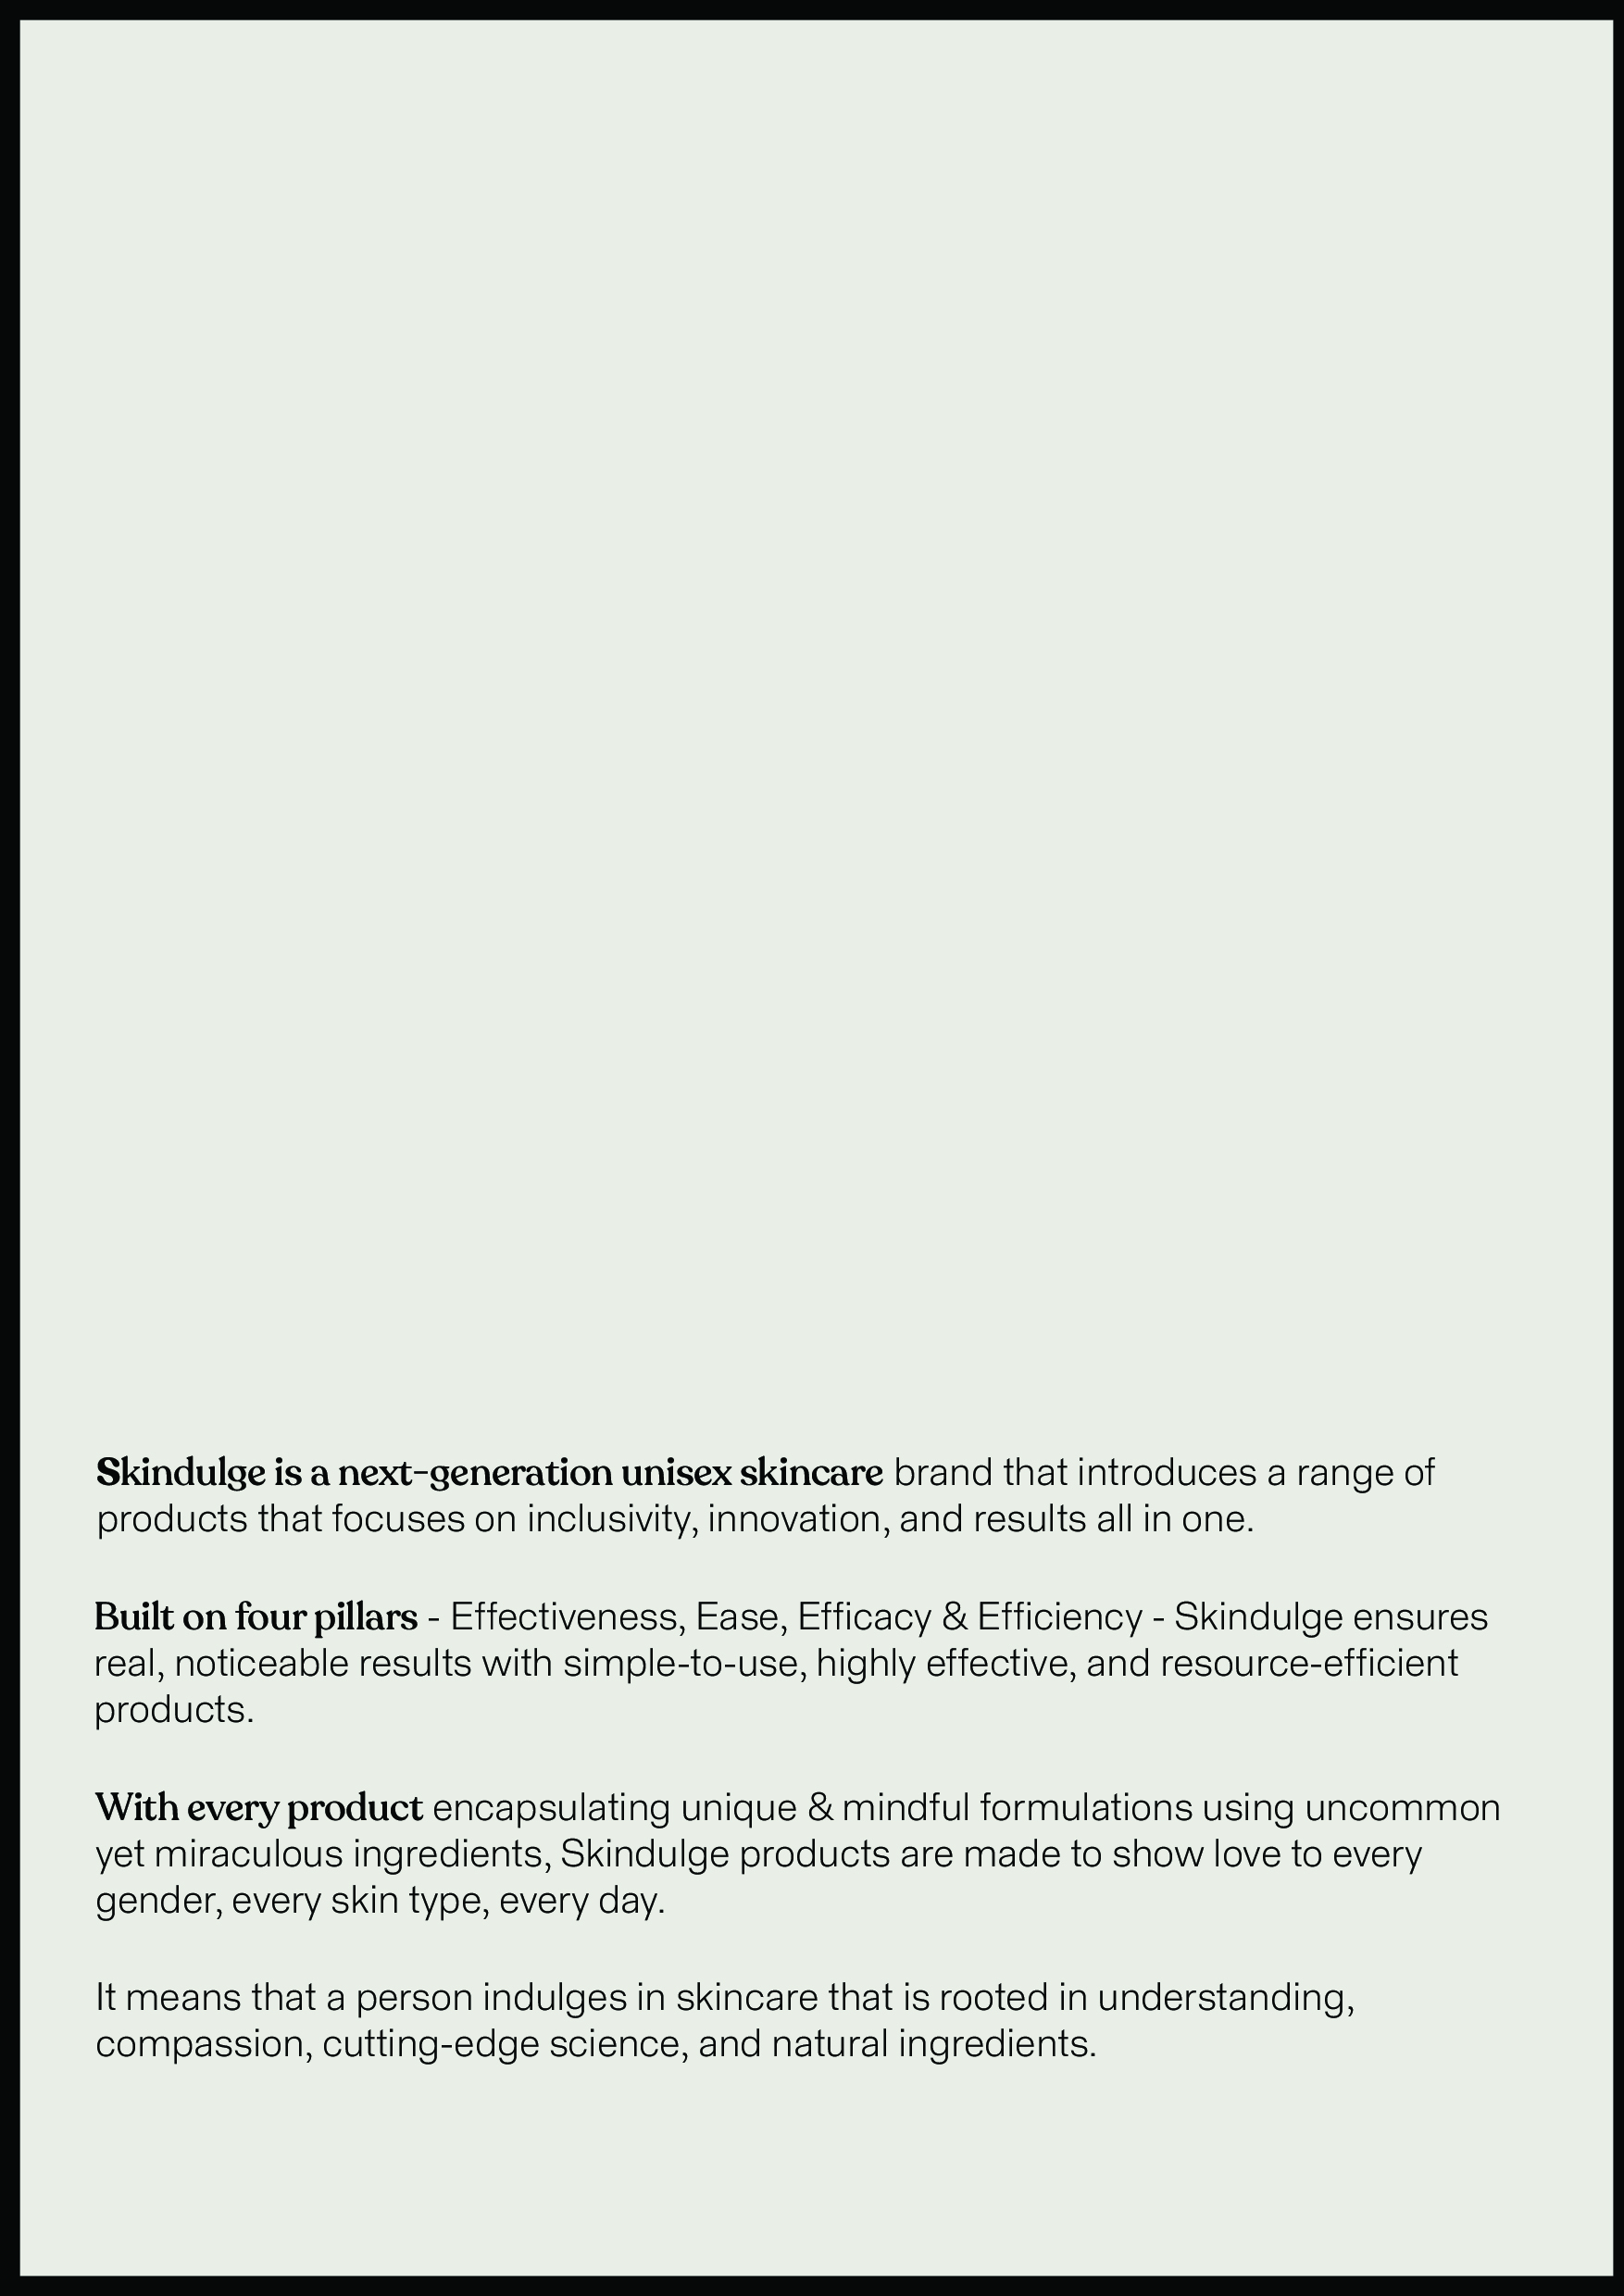 Skindulge is a next-generation unisex skincare brand that introduces a range of
products that focuses on inclusivity, innovation, and results all in one.
Built on four pillars - Effectiveness, Ease, Efficacy & Efficiency - Skindulge ensures
real, noticeable results with simple-to-use, highly effective, and resource-efficient
products.
With every product encapsulating unique & mindful formulations using uncommon
yet miraculous ingredients, Skindulge products are made to show love to every
gender, every skin type, every day.
It means that a person indulges in skincare that is rooted in understanding,
compassion, cutting-edge science, and natural ingredients.